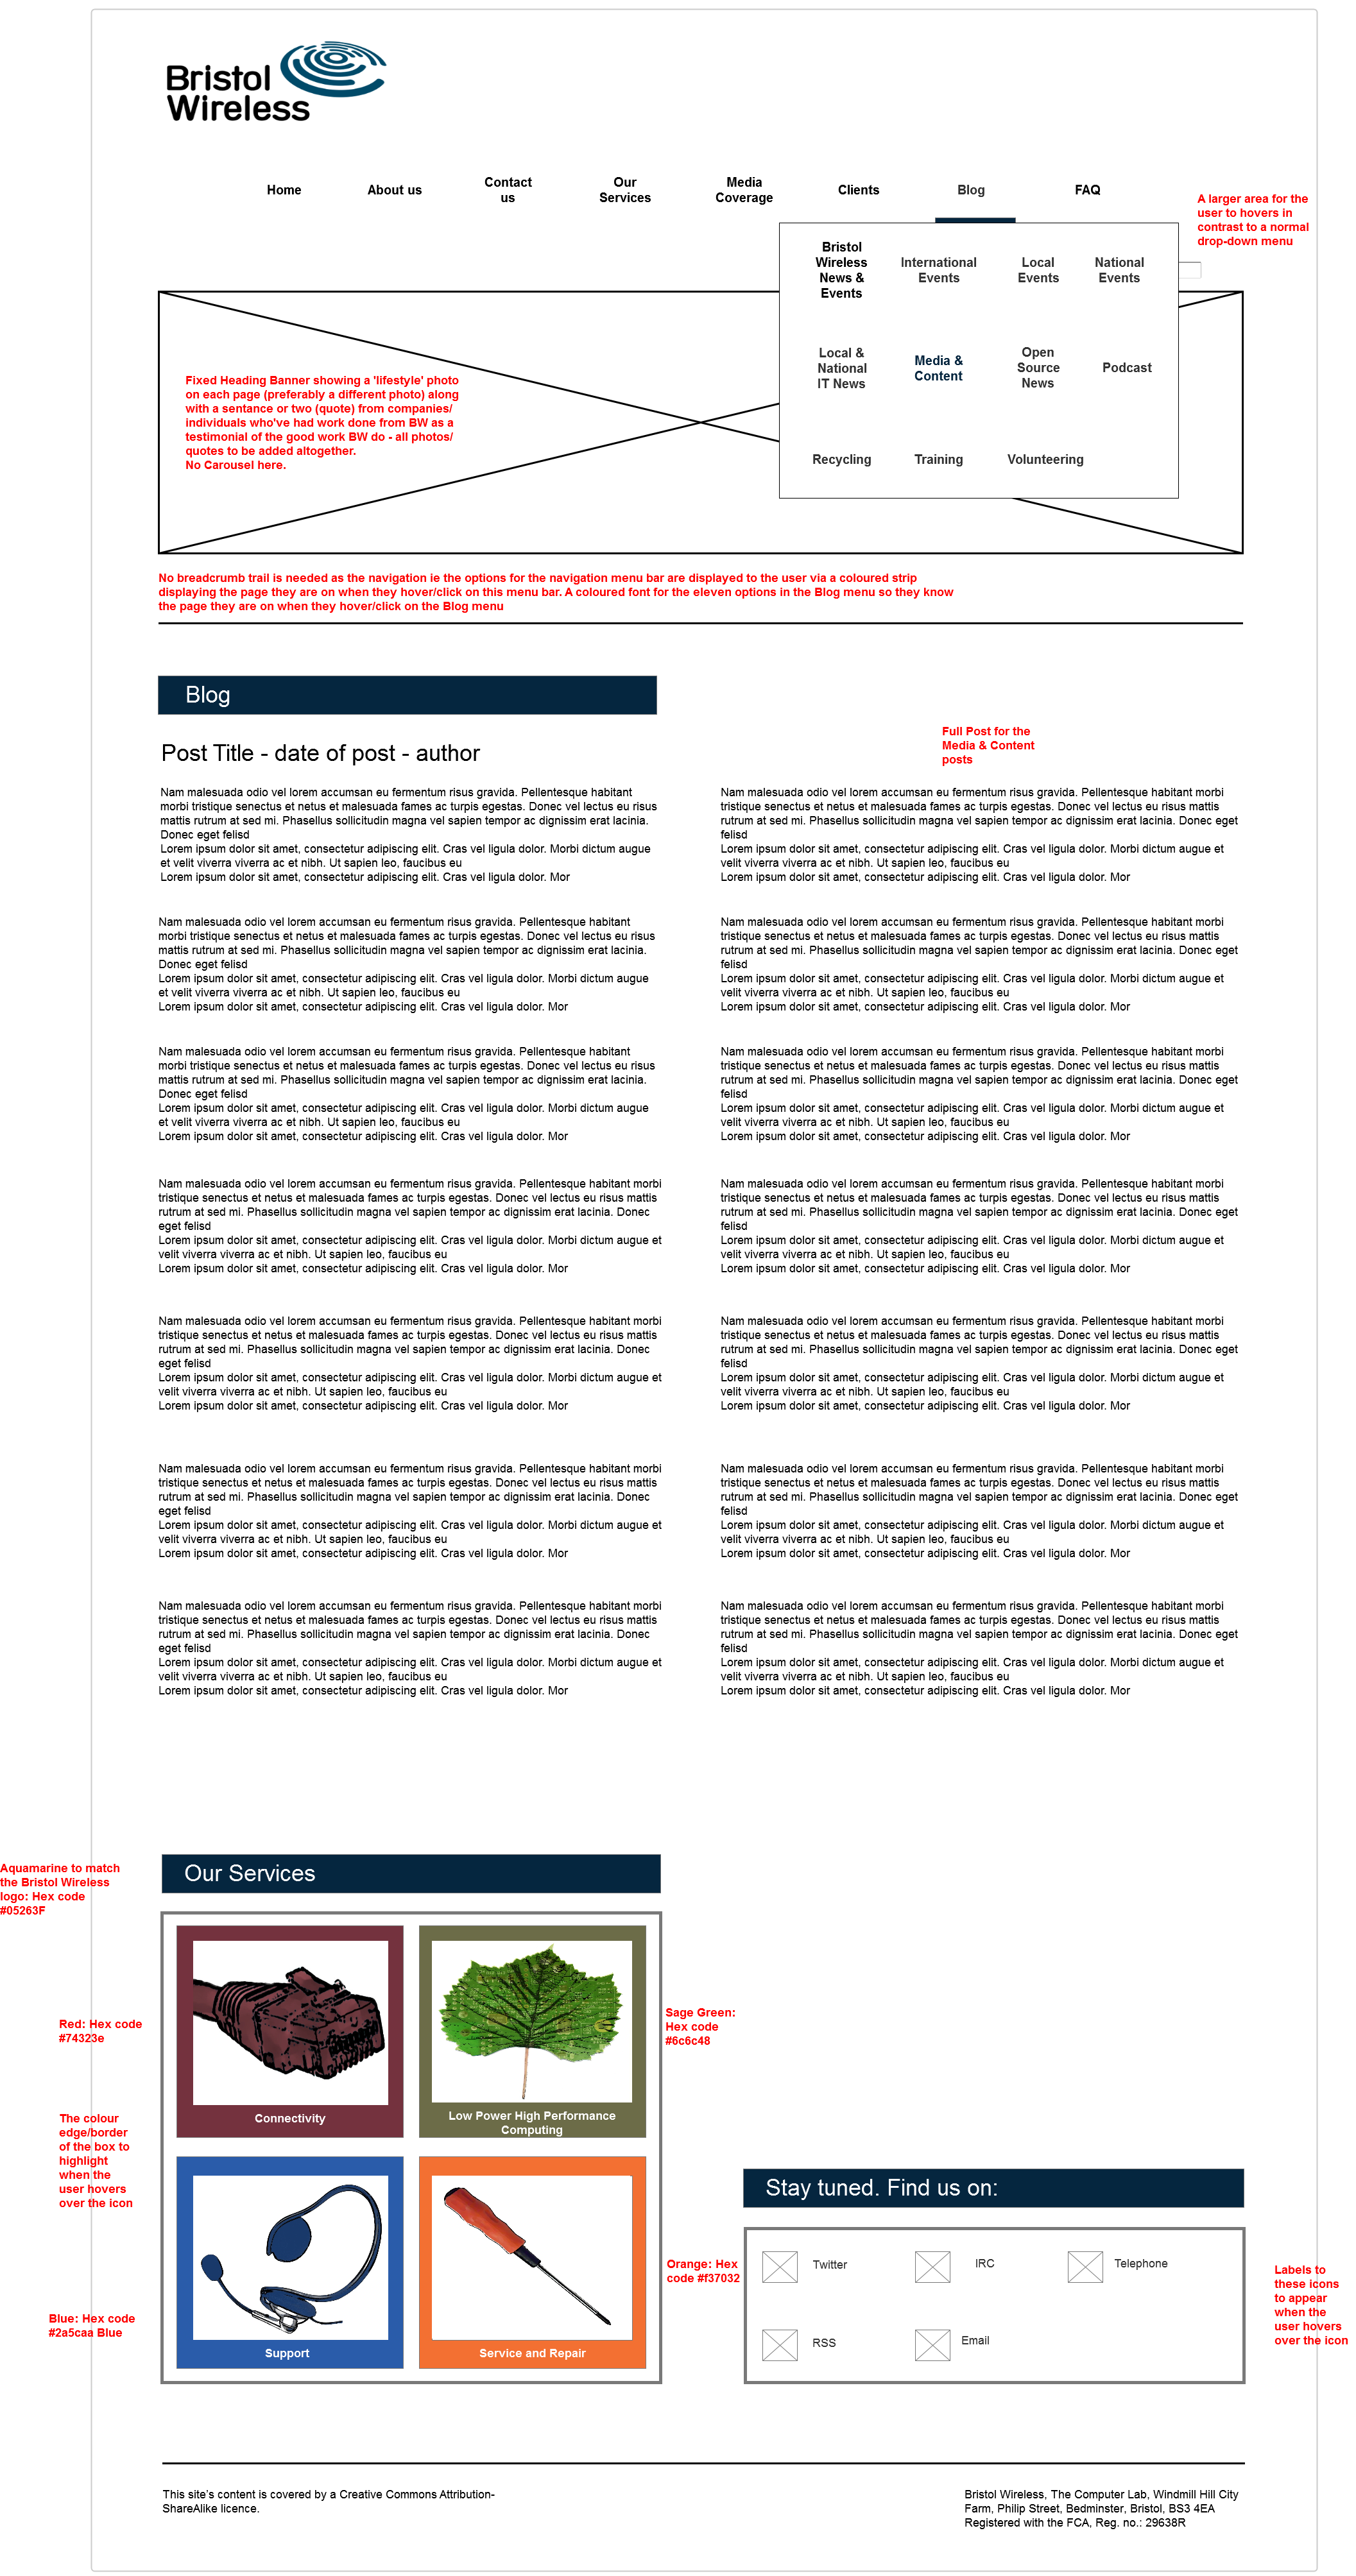 Bristol
Wireless
Home
About us
Contact
us
Our
Services
Media
Coverage
Clients
Blog
FAQ
A larger area for the
user to hovers in
contrast to a normal
drop-down menu
Bristol
Wireless
News &
Events
International
Events
Local
Events
National
Events
Local &
National
IT News
Media &
Content
Open
Source
News
Podcast
Recycling
Training
Volunteering
Fixed Heading Banner showing a 'lifestyle' photo
on each page (preferably a different photo) along
with a sentance or two (quote) from companies/
individuals who've had work done from BW as a
testimonial of the good work BW do - all photos/
quotes to be added altogether.
No Carousel here.
No breadcrumb trail is needed as the navigation ie the options for the navigation menu bar are displayed to the user via a coloured strip
displaying the page they are on when they hover/click on this menu bar. A coloured font for the eleven options in the Blog menu so they know
the page they are on when they hover/click on the Blog menu
Blog
Post Title - date of post - author
Full Post for the
Media & Content
posts
Nam malesuada odio vel lorem accumsan eu fermentum risus gravida. Pellentesque habitant
morbi tristique senectus et netus et malesuada fames ac turpis egestas. Donec vel lectus eu risus
mattis rutrum at sed mi. Phasellus sollicitudin magna vel sapien tempor ac dignissim erat lacinia.
Donec eget felisd
Lorem ipsum dolor sit amet, consectetur adipiscing elit. Cras vel ligula dolor. Morbi dictum augue
et velit viverra viverra ac et nibh. Ut sapien leo, faucibus eu
Lorem ipsum dolor sit amet, consectetur adipiscing elit. Cras vel ligula dolor. Mor
Nam malesuada odio vel lorem accumsan eu fermentum risus gravida. Pellentesque habitant
morbi tristique senectus et netus et malesuada fames ac turpis egestas. Donec vel lectus eu risus
mattis rutrum at sed mi. Phasellus sollicitudin magna vel sapien tempor ac dignissim erat lacinia.
Donec eget felisd
Lorem ipsum dolor sit amet, consectetur adipiscing elit. Cras vel ligula dolor. Morbi dictum augue
et velit viverra viverra ac et nibh. Ut sapien leo, faucibus eu
Lorem ipsum dolor sit amet, consectetur adipiscing elit. Cras vel ligula dolor. Mor
Nam malesuada odio vel lorem accumsan eu fermentum risus gravida. Pellentesque habitant
morbi tristique senectus et netus et malesuada fames ac turpis egestas. Donec vel lectus eu risus
mattis rutrum at sed mi. Phasellus sollicitudin magna vel sapien tempor ac dignissim erat lacinia.
Donec eget felisd
Lorem ipsum dolor sit amet, consectetur adipiscing elit. Cras vel ligula dolor. Morbi dictum augue
et velit viverra viverra ac et nibh. Ut sapien leo, faucibus eu
Lorem ipsum dolor sit amet, consectetur adipiscing elit. Cras vel ligula dolor. Mor
Nam malesuada odio vel lorem accumsan eu fermentum risus gravida. Pellentesque habitant morbi
tristique senectus et netus et malesuada fames ac turpis egestas. Donec vel lectus eu risus mattis
rutrum at sed mi. Phasellus sollicitudin magna vel sapien tempor ac dignissim erat lacinia. Donec
eget felisd
Lorem ipsum dolor sit amet, consectetur adipiscing elit. Cras vel ligula dolor. Morbi dictum augue et
velit viverra viverra ac et nibh. Ut sapien leo, faucibus eu
Lorem ipsum dolor sit amet, consectetur adipiscing elit. Cras vel ligula dolor. Mor
Nam malesuada odio vel lorem accumsan eu fermentum risus gravida. Pellentesque habitant morbi
tristique senectus et netus et malesuada fames ac turpis egestas. Donec vel lectus eu risus mattis
rutrum at sed mi. Phasellus sollicitudin magna vel sapien tempor ac dignissim erat lacinia. Donec
eget felisd
Lorem ipsum dolor sit amet, consectetur adipiscing elit. Cras vel ligula dolor. Morbi dictum augue et
velit viverra viverra ac et nibh. Ut sapien leo, faucibus eu
Lorem ipsum dolor sit amet, consectetur adipiscing elit. Cras vel ligula dolor. Mor
Nam malesuada odio vel lorem accumsan eu fermentum risus gravida. Pellentesque habitant morbi
tristique senectus et netus et malesuada fames ac turpis egestas. Donec vel lectus eu risus mattis
rutrum at sed mi. Phasellus sollicitudin magna vel sapien tempor ac dignissim erat lacinia. Donec
eget felisd
Lorem ipsum dolor sit amet, consectetur adipiscing elit. Cras vel ligula dolor. Morbi dictum augue et
velit viverra viverra ac et nibh. Ut sapien leo, faucibus eu
Lorem ipsum dolor sit amet, consectetur adipiscing elit. Cras vel ligula dolor. Mor
Nam malesuada odio vel lorem accumsan eu fermentum risus gravida. Pellentesque habitant morbi
tristique senectus et netus et malesuada fames ac turpis egestas. Donec vel lectus eu risus mattis
rutrum at sed mi. Phasellus sollicitudin magna vel sapien tempor ac dignissim erat lacinia. Donec
eget felisd
Lorem ipsum dolor sit amet, consectetur adipiscing elit. Cras vel ligula dolor. Morbi dictum augue et
velit viverra viverra ac et nibh. Ut sapien leo, faucibus eu
Lorem ipsum dolor sit amet, consectetur adipiscing elit. Cras vel ligula dolor. Mor
Nam malesuada odio vel lorem accumsan eu fermentum risus gravida. Pellentesque habitant morbi
tristique senectus et netus et malesuada fames ac turpis egestas. Donec vel lectus eu risus mattis
rutrum at sed mi. Phasellus sollicitudin magna vel sapien tempor ac dignissim erat lacinia. Donec eget
felisd
Lorem ipsum dolor sit amet, consectetur adipiscing elit. Cras vel ligula dolor. Morbi dictum augue et
velit viverra viverra ac et nibh. Ut sapien leo, faucibus eu
Lorem ipsum dolor sit amet, consectetur adipiscing elit. Cras vel ligula dolor. Mor
Nam malesuada odio vel lorem accumsan eu fermentum risus gravida. Pellentesque habitant morbi
tristique senectus et netus et malesuada fames ac turpis egestas. Donec vel lectus eu risus mattis
rutrum at sed mi. Phasellus sollicitudin magna vel sapien tempor ac dignissim erat lacinia. Donec eget
felisd
Lorem ipsum dolor sit amet, consectetur adipiscing elit. Cras vel ligula dolor. Morbi dictum augue et
velit viverra viverra ac et nibh. Ut sapien leo, faucibus eu
Lorem ipsum dolor sit amet, consectetur adipiscing elit. Cras vel ligula dolor. Mor
Nam malesuada odio vel lorem accumsan eu fermentum risus gravida. Pellentesque habitant morbi
tristique senectus et netus et malesuada fames ac turpis egestas. Donec vel lectus eu risus mattis
rutrum at sed mi. Phasellus sollicitudin magna vel sapien tempor ac dignissim erat lacinia. Donec eget
felisd
Lorem ipsum dolor sit amet, consectetur adipiscing elit. Cras vel ligula dolor. Morbi dictum augue et
velit viverra viverra ac et nibh. Ut sapien leo, faucibus eu
Lorem ipsum dolor sit amet, consectetur adipiscing elit. Cras vel ligula dolor. Mor
Nam malesuada odio vel lorem accumsan eu fermentum risus gravida. Pellentesque habitant morbi
tristique senectus et netus et malesuada fames ac turpis egestas. Donec vel lectus eu risus mattis
rutrum at sed mi. Phasellus sollicitudin magna vel sapien tempor ac dignissim erat lacinia. Donec eget
felisd
Lorem ipsum dolor sit amet, consectetur adipiscing elit. Cras vel ligula dolor. Morbi dictum augue et
velit viverra viverra ac et nibh. Ut sapien leo, faucibus eu
Lorem ipsum dolor sit amet, consectetur adipiscing elit. Cras vel ligula dolor. Mor
Nam malesuada odio vel lorem accumsan eu fermentum risus gravida. Pellentesque habitant morbi
tristique senectus et netus et malesuada fames ac turpis egestas. Donec vel lectus eu risus mattis
rutrum at sed mi. Phasellus sollicitudin magna vel sapien tempor ac dignissim erat lacinia. Donec eget
felisd
Lorem ipsum dolor sit amet, consectetur adipiscing elit. Cras vel ligula dolor. Morbi dictum augue et
velit viverra viverra ac et nibh. Ut sapien leo, faucibus eu
Lorem ipsum dolor sit amet, consectetur adipiscing elit. Cras vel ligula dolor. Mor
Nam malesuada odio vel lorem accumsan eu fermentum risus gravida. Pellentesque habitant morbi
tristique senectus et netus et malesuada fames ac turpis egestas. Donec vel lectus eu risus mattis
rutrum at sed mi. Phasellus sollicitudin magna vel sapien tempor ac dignissim erat lacinia. Donec eget
felisd
Lorem ipsum dolor sit amet, consectetur adipiscing elit. Cras vel ligula dolor. Morbi dictum augue et
velit viverra viverra ac et nibh. Ut sapien leo, faucibus eu
Lorem ipsum dolor sit amet, consectetur adipiscing elit. Cras vel ligula dolor. Mor
Nam malesuada odio vel lorem accumsan eu fermentum risus gravida. Pellentesque habitant morbi
tristique senectus et netus et malesuada fames ac turpis egestas. Donec vel lectus eu risus mattis
rutrum at sed mi. Phasellus sollicitudin magna vel sapien tempor ac dignissim erat lacinia. Donec eget
felisd
Lorem ipsum dolor sit amet, consectetur adipiscing elit. Cras vel ligula dolor. Morbi dictum augue et
velit viverra viverra ac et nibh. Ut sapien leo, faucibus eu
Lorem ipsum dolor sit amet, consectetur adipiscing elit. Cras vel ligula dolor. Mor
Aquamarine to match
the Bristol Wireless
logo: Hex code
#05263F
Our Services
Red: Hex code
#74323e
Sage Green:
Hex code
#6c6c48
Connectivity
Low Power High Performance
Computing
The colour
edge/border
of the box to
highlight
when the
user hovers
over the icon
Blue: Hex code
#2a5caa Blue
Orange: Hex
code #f37032
Support
Service and Repair
Stay tuned. Find us on:
Twitter
IRC
Telephone
RSS
Email
Labels to
these icons
to appear
when the
user hovers
over the icon
This site's content is covered by a Creative Commons Attribution-
ShareAlike licence.
Bristol Wireless, The Computer Lab, Windmill Hill City
Farm, Philip Street, Bedminster, Bristol, BS3 4EA
Registered with the FCA, Reg. no.: 29638R